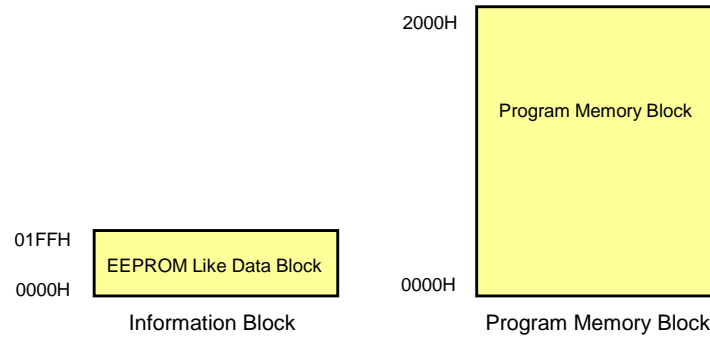 2000H
Program Memory Block
01FFH
EEPROM Like Data Block
0000H
0000H
Information Block
Program Memory Block